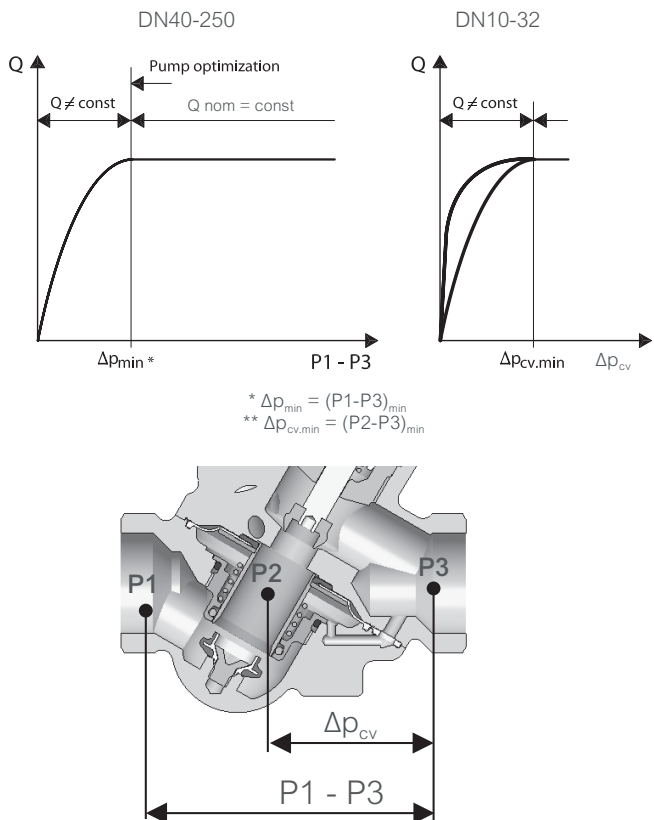 DN40-250
DN10-32
Q
Pump optimization
Q ≠ const
Q nom = const
Δpmin *
P1 - P3
Q
Q ≠ const
Δpcv.min
Δpcv
* Δpmin = (P1-P3)min
** Δpcv.min = (P2-P3)min
P1
P2
P3
Δpcv
P1 - P3